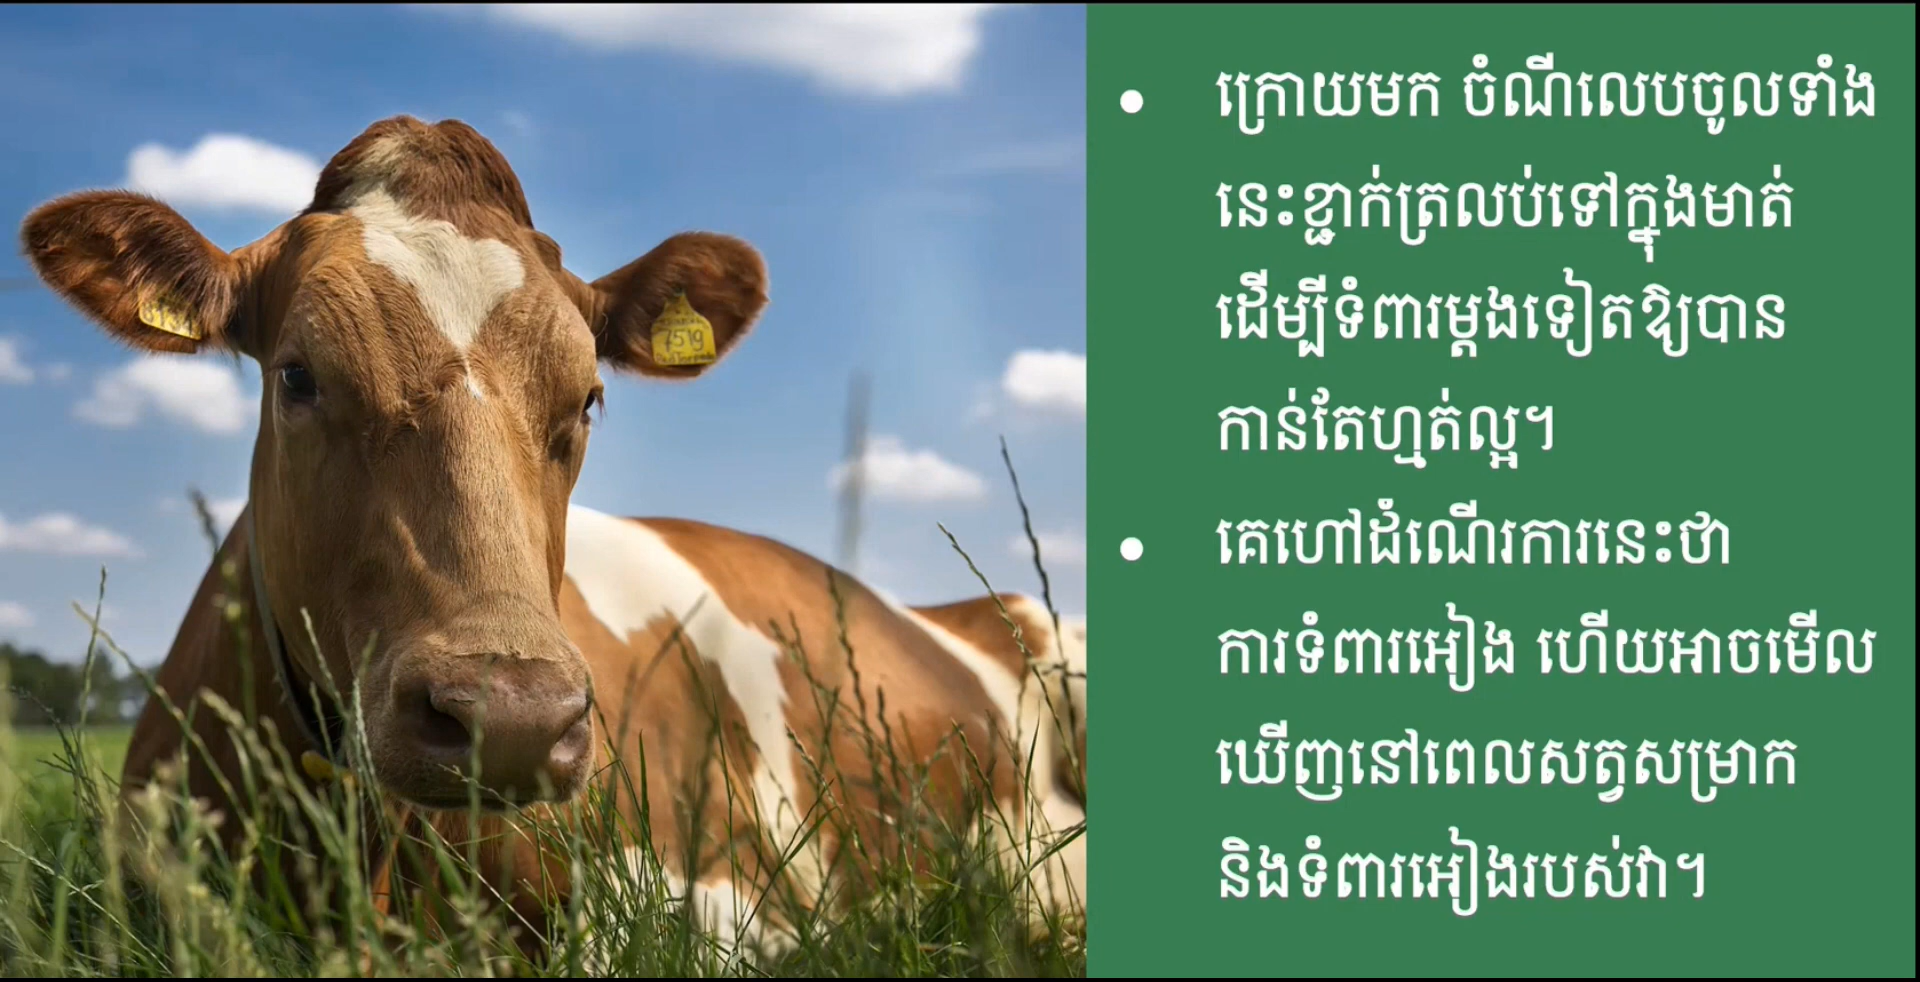 • ក្រោយមក ចំណីលេបចូលទាំង
នេះខ្ជាក់ត្រលប់ទៅក្នុងមាត់
ដើម្បីទំពារម្តងទៀតឱ្យបាន
កាន់តែហ្មត់ល្អ។
• គេហៅដំណើរការនេះថា
ការទំពារអៀង ហើយអាចមើល
ឃើញនៅពេលសត្វសម្រាក
និងទំពារអៀងរបស់វា។
7519